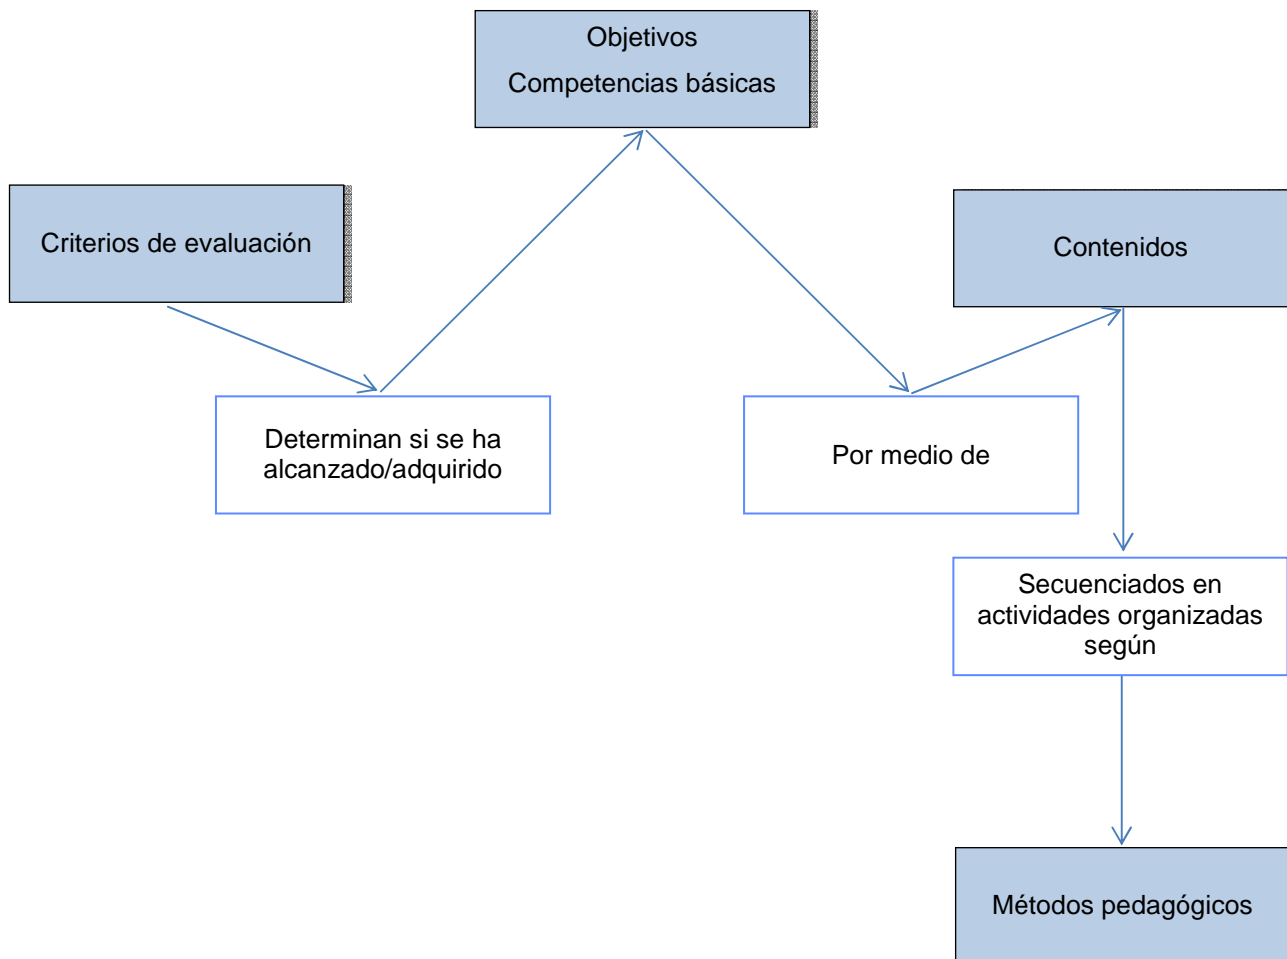 Objetivos
Competencias básicas
Criterios de evaluación
Contenidos
Determinan si se ha
alcanzado/adquirido
Por medio de
Secuenciados en
actividades organizadas
según
Métodos pedagógicos